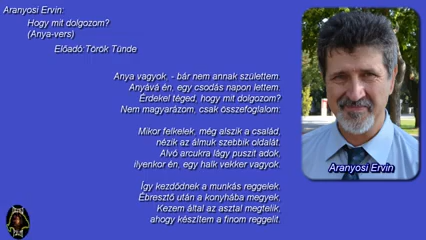 Aranyosi Ervin:
Hogy mit dolgozom?
(Anya-vers)
Előadó:Török Tünde
Anya vagyok, - bár nem annak születtem.
Anyává én, egy csodás napon lettem.
Érdekel téged, hogy mit dolgozom?
Nem magyarázom, csak összefoglalom:
Mikor felkelek, még alszik a család,
nézik az álmuk szebbik oldalát.
Alvó arcukra lágy puszit adok,
ilyenkor én, egy halk vekker vagyok.
Így kezdődnek a munkás reggelek.
Ébresztő után a konyhába megyek,
Kezem által az asztal megtelik,
ahogy készítem a finom reggelit.
Aranyosi Ervin